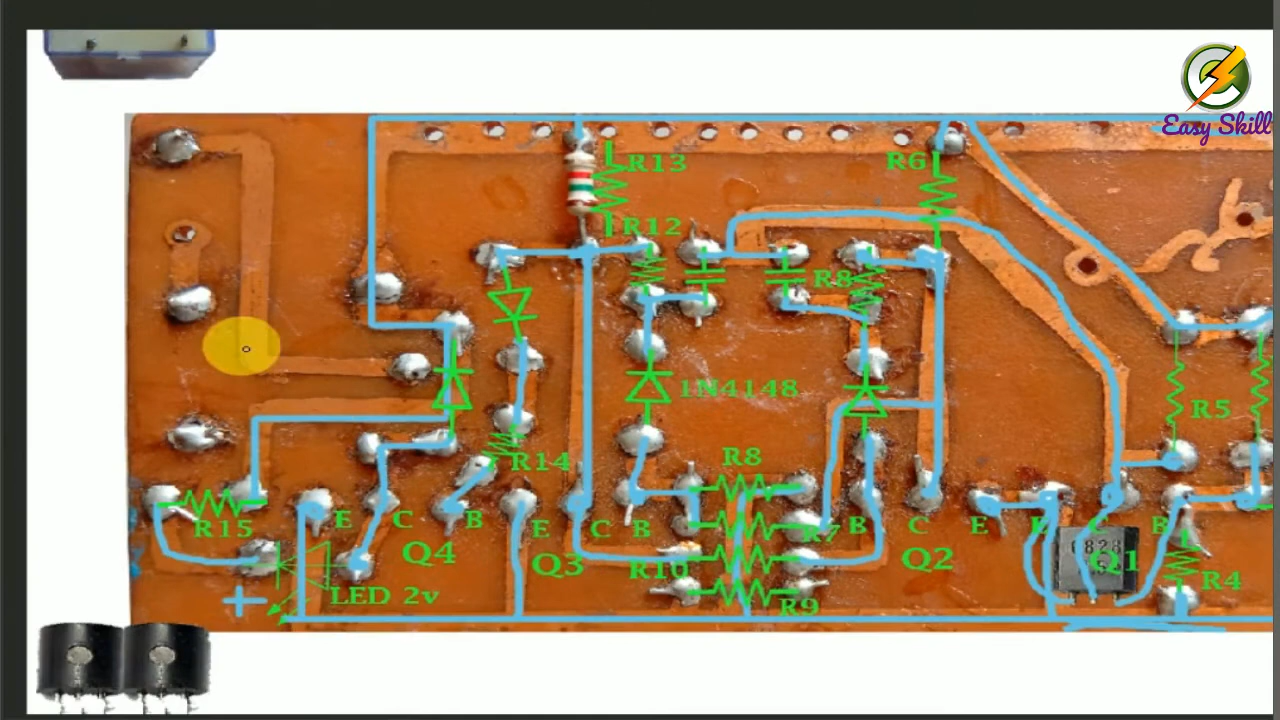 Easy Skill
R13
R6
R12
R8
1N4148
R5
R8
R14
R15
E
C
B
E
C
B
R7
B
C
E
B
Q4
Q3
R10
Q2
Q1
R4
LED 2v
R9
+